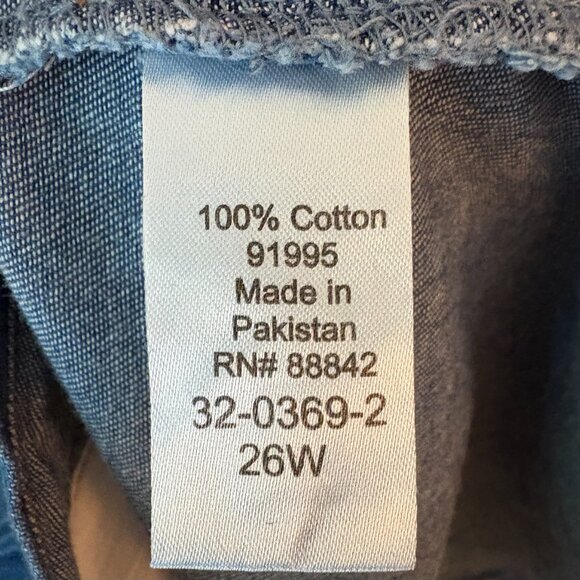 100% Cotton
91995
Made in
Pakistan
RN# 88842
32-0369-2
26W